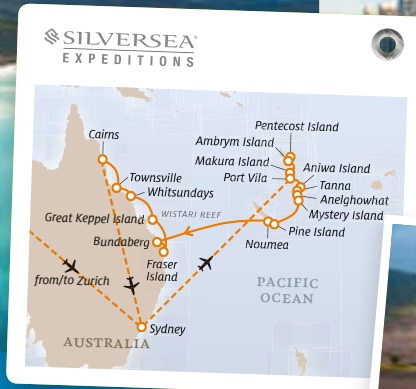 SILVERSEA®
EXPEDITIONS
Pentecost Island
Cairns
Ambrym Island
Makura Island
Aniwa Island
Port Vila
Tanna
Townsville
Anelghowhat
Whitsundays
Mystery Island
WISTARI REEF
Great Keppel Island
Pine Island
Bundaberg
Noumea
Fraser
Island
from/to Zurich
PACIFIC
OCEAN
Sydney
AUSTRALIA